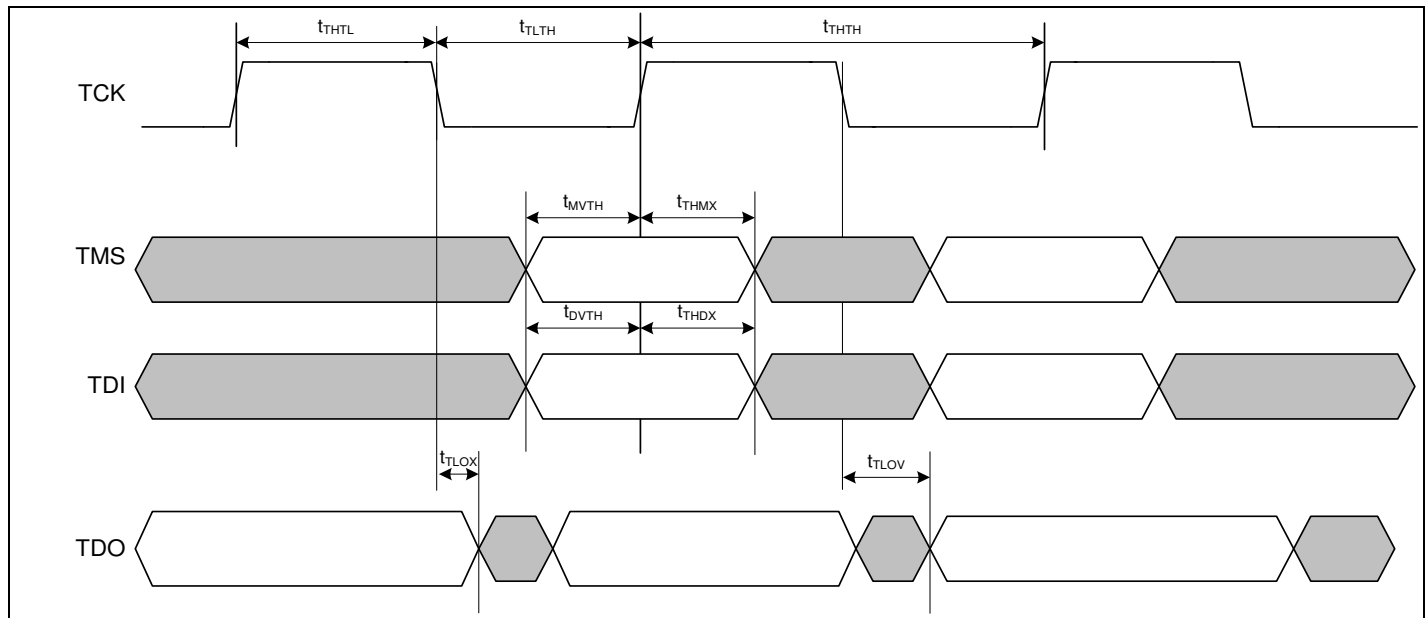 tTHTL tTLTH tTHTH
TCK
tMVTH tTHMX
TMS
tDVTH tTHDX
TDI
tTLOX tTLOV
TDO